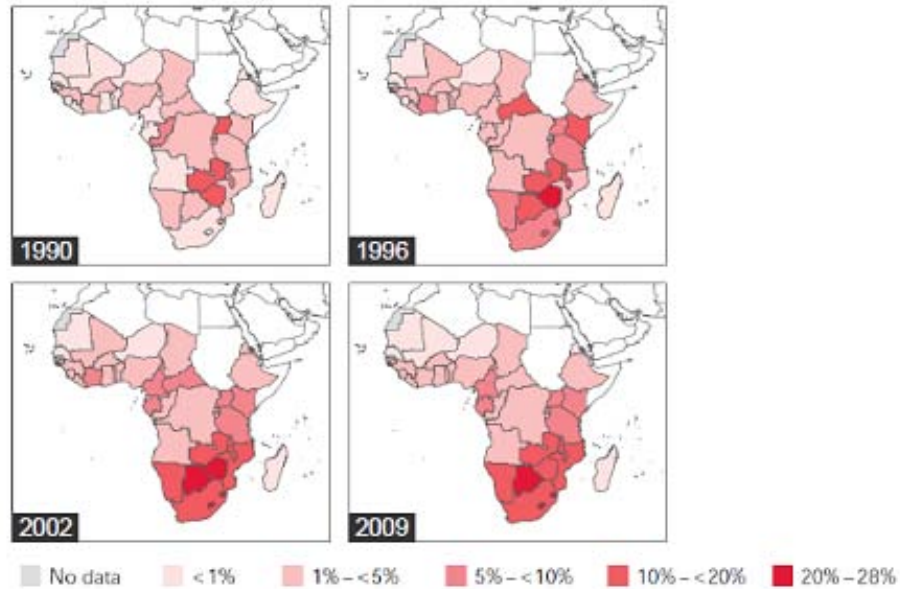 1990
1996
2002
2009
No data
< 1%
1% – < 5%
5% – < 10%
10% – < 20%
20% – 28%